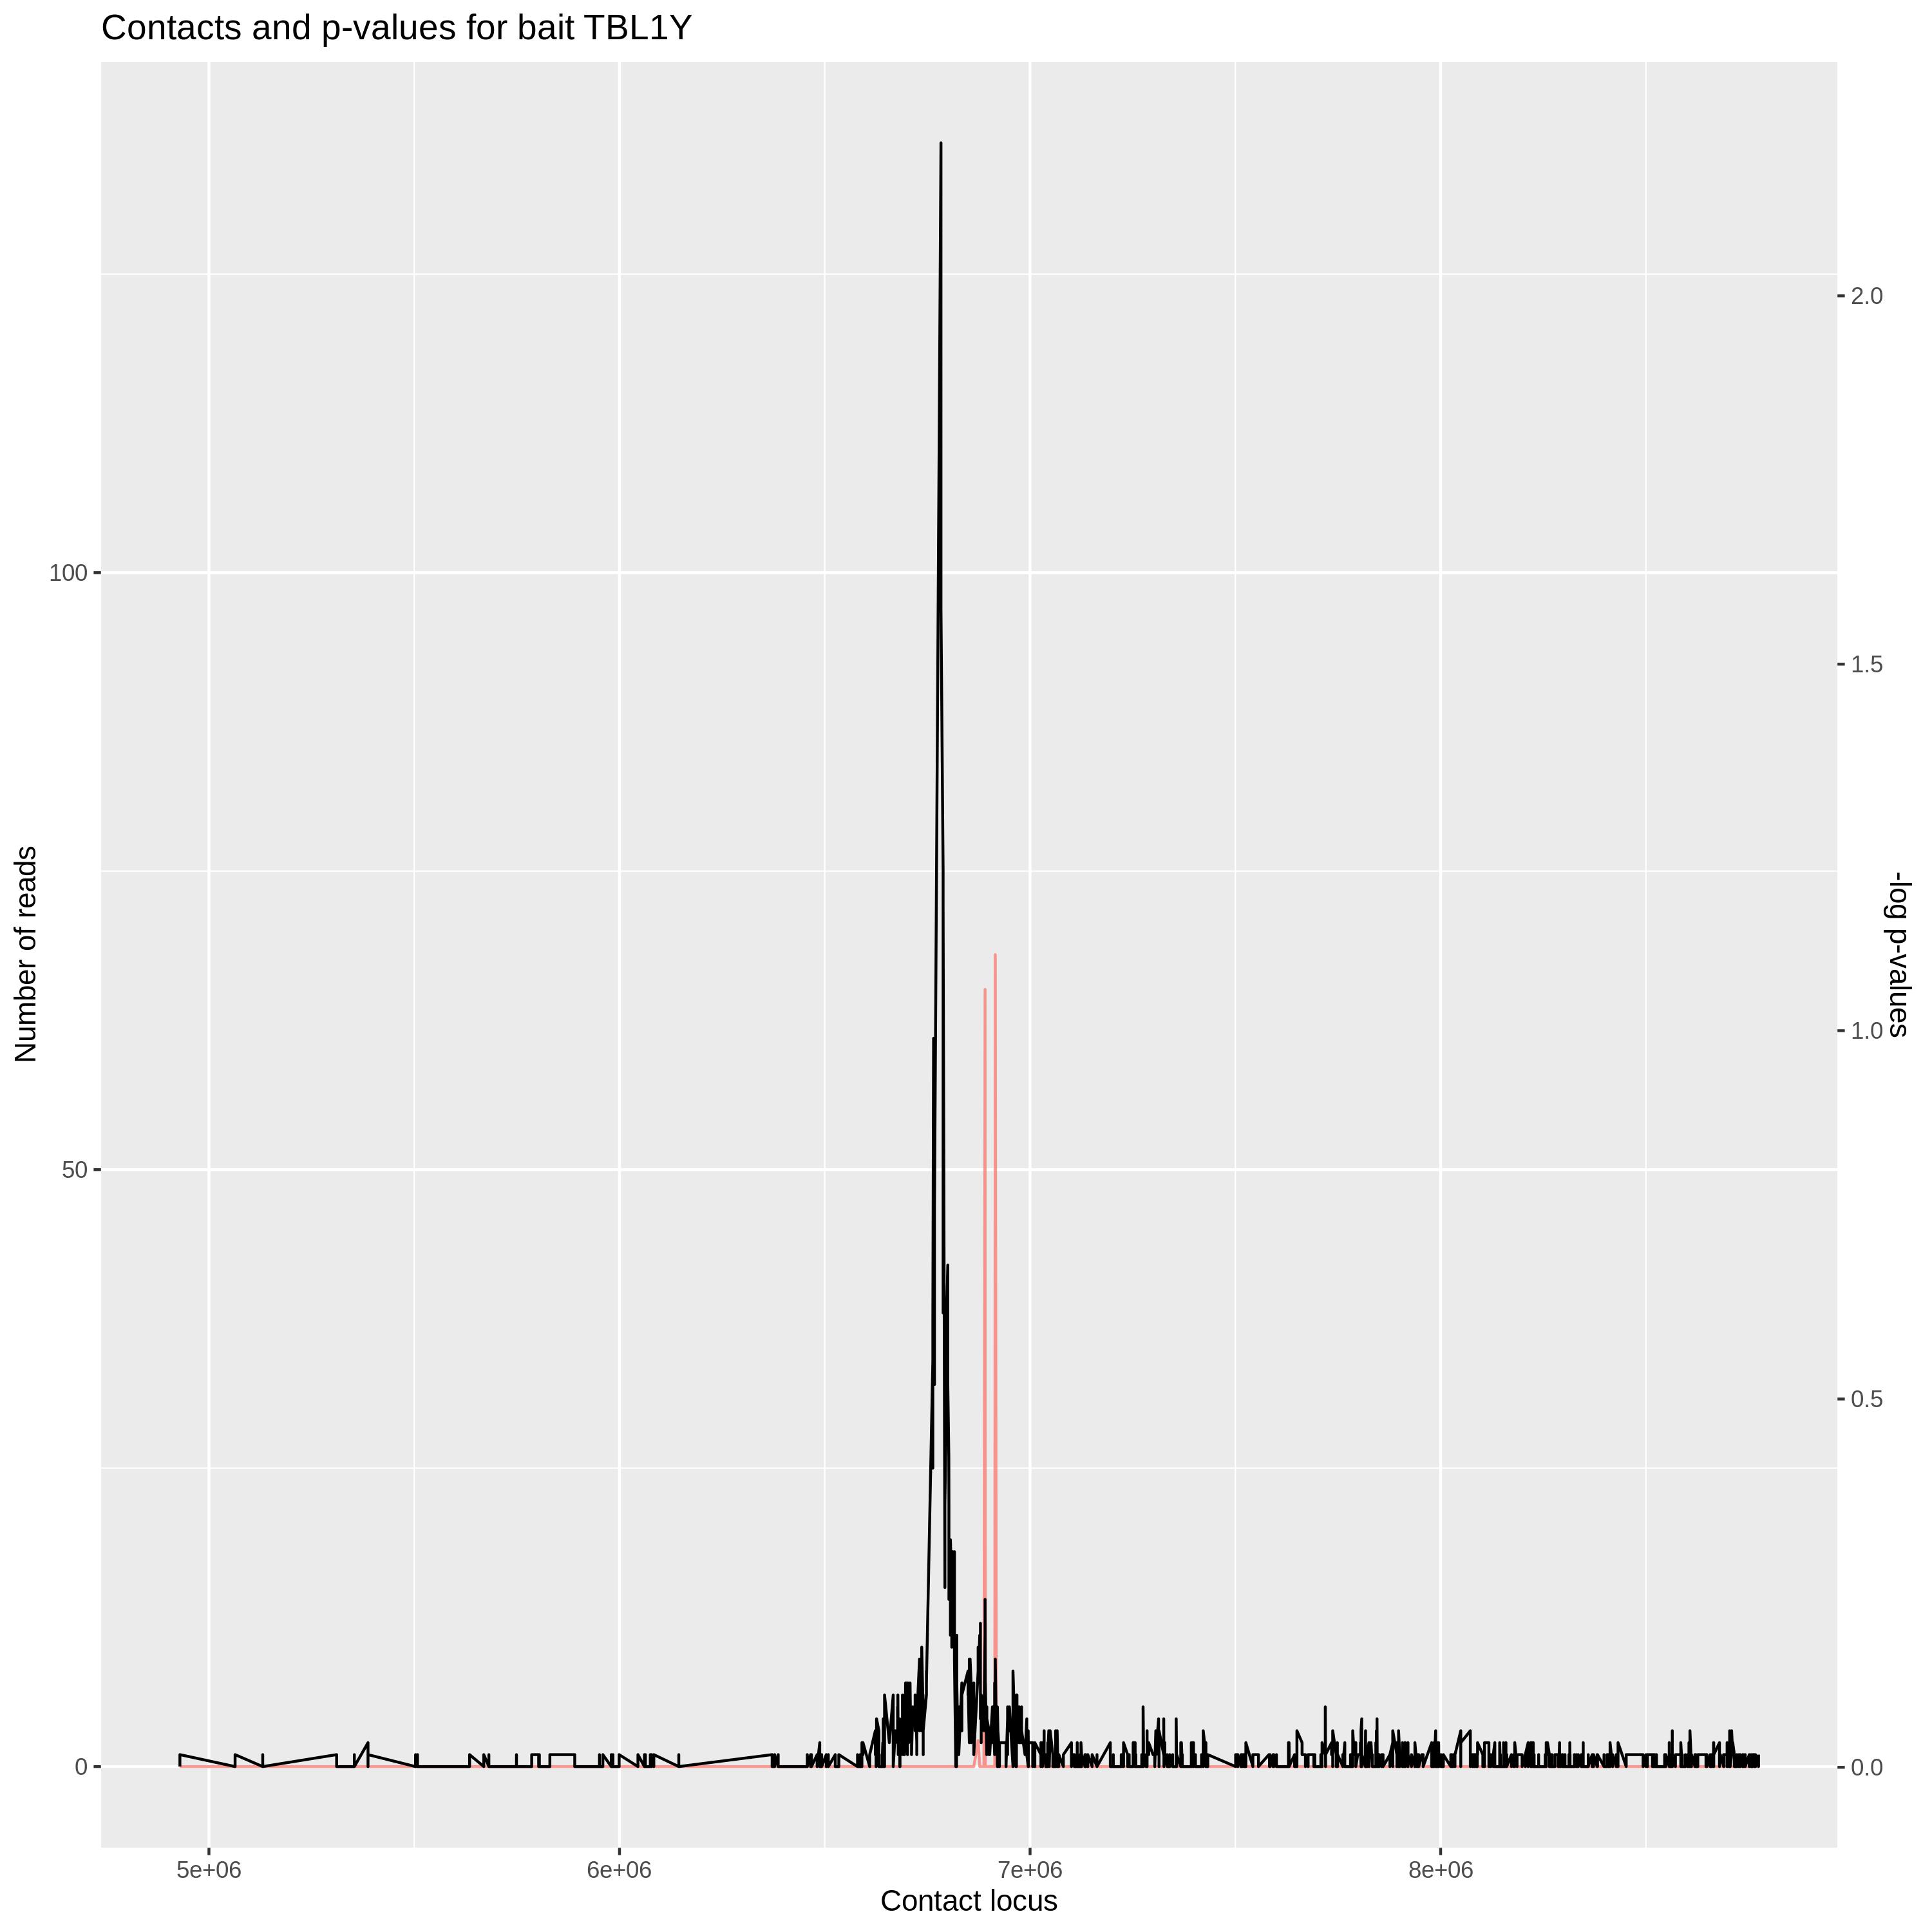 Contacts and p-values for bait TBL1Y
Number of reads
100
50
0
2.0
1.5
1.0
0.5
0.0
-log p-values
5e+06
6e+06
7e+06
8e+06
Contact locus